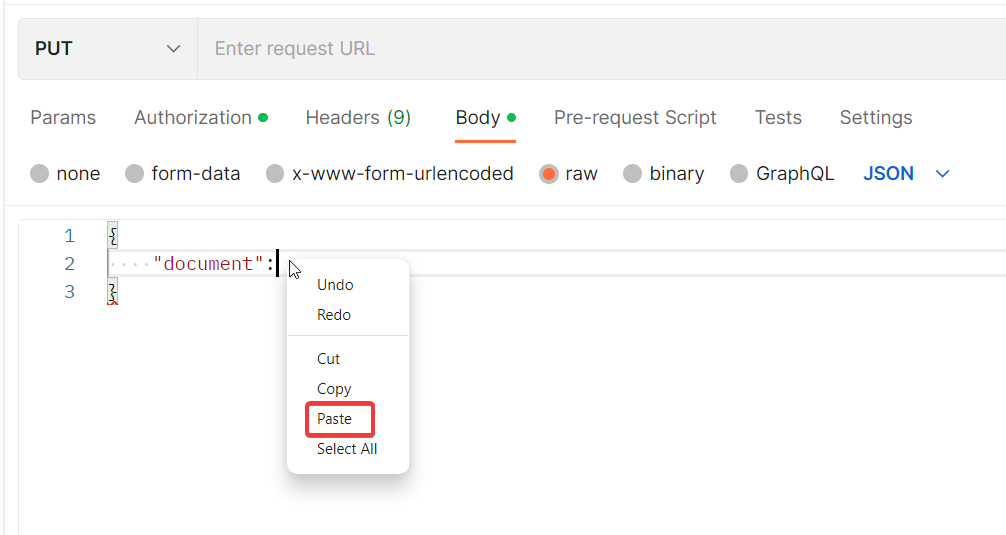 PUT Enter request URL
Params Authorization Headers (9) Body Pre-request Script Tests Settings
none form-data x-www-form-urlencoded raw binary GraphQL JSON
1 {
2 "document":
3 }
Undo
Redo
Cut
Copy
Paste
Select All